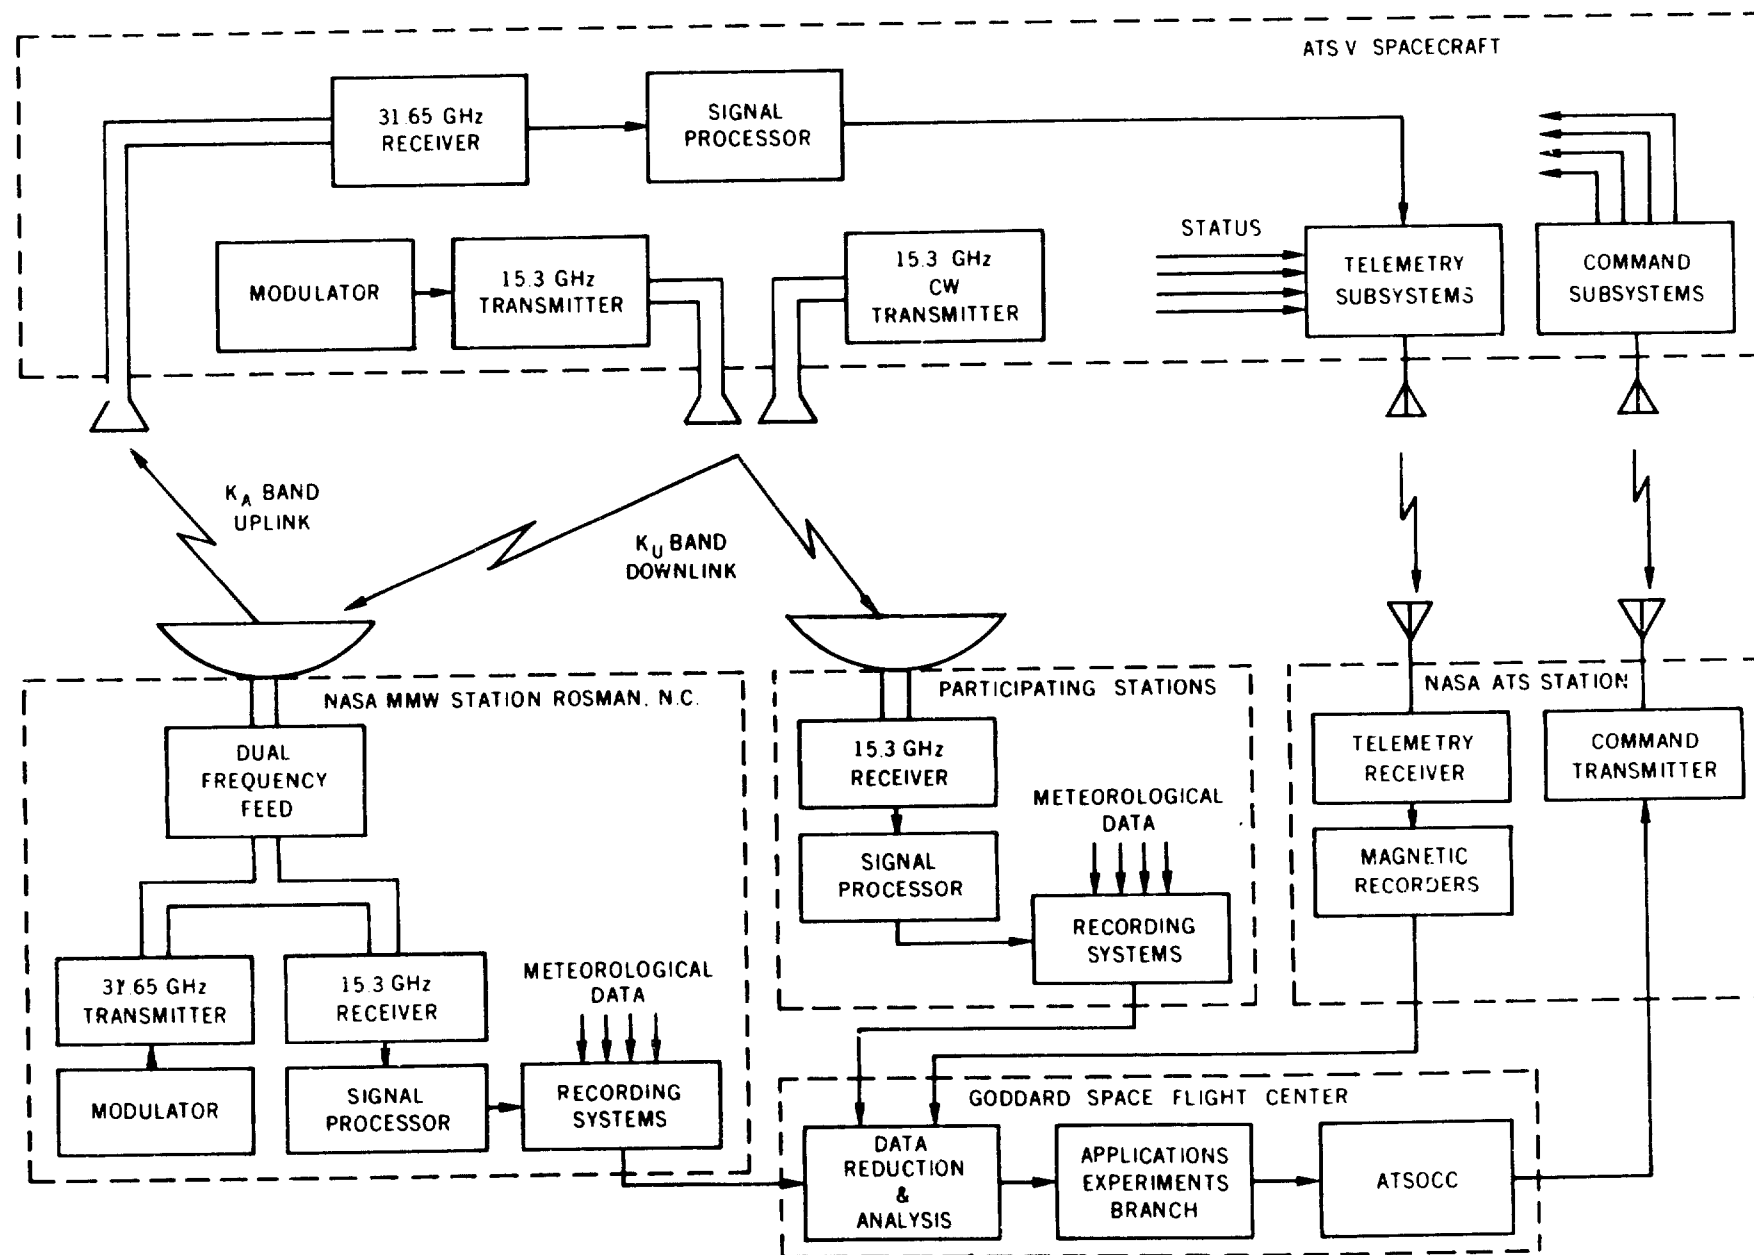 ATS V SPACECRAFT
31.65 GHz
RECEIVER
SIGNAL
PROCESSOR
MODULATOR
15.3 GHz
TRANSMITTER
15.3 GHz
CW
TRANSMITTER
STATUS
TELEMETRY
SUBSYSTEMS
COMMAND
SUBSYSTEMS
KA BAND
UPLINK
KU BAND
DOWNLINK
NASA MMW STATION ROSMAN, N.C.
DUAL
FREQUENCY
FEED
31.65 GHz
TRANSMITTER
MODULATOR
15.3 GHz
RECEIVER
SIGNAL
PROCESSOR
METEOROLOGICAL
DATA
RECORDING
SYSTEMS
PARTICIPATING STATIONS
15.3 GHz
RECEIVER
SIGNAL
PROCESSOR
METEOROLOGICAL
DATA
RECORDING
SYSTEMS
NASA ATS STATION
TELEMETRY
RECEIVER
MAGNETIC
RECORDERS
COMMAND
TRANSMITTER
GODDARD SPACE FLIGHT CENTER
DATA
REDUCTION
&
ANALYSIS
APPLICATIONS
EXPERIMENTS
BRANCH
ATSOCC